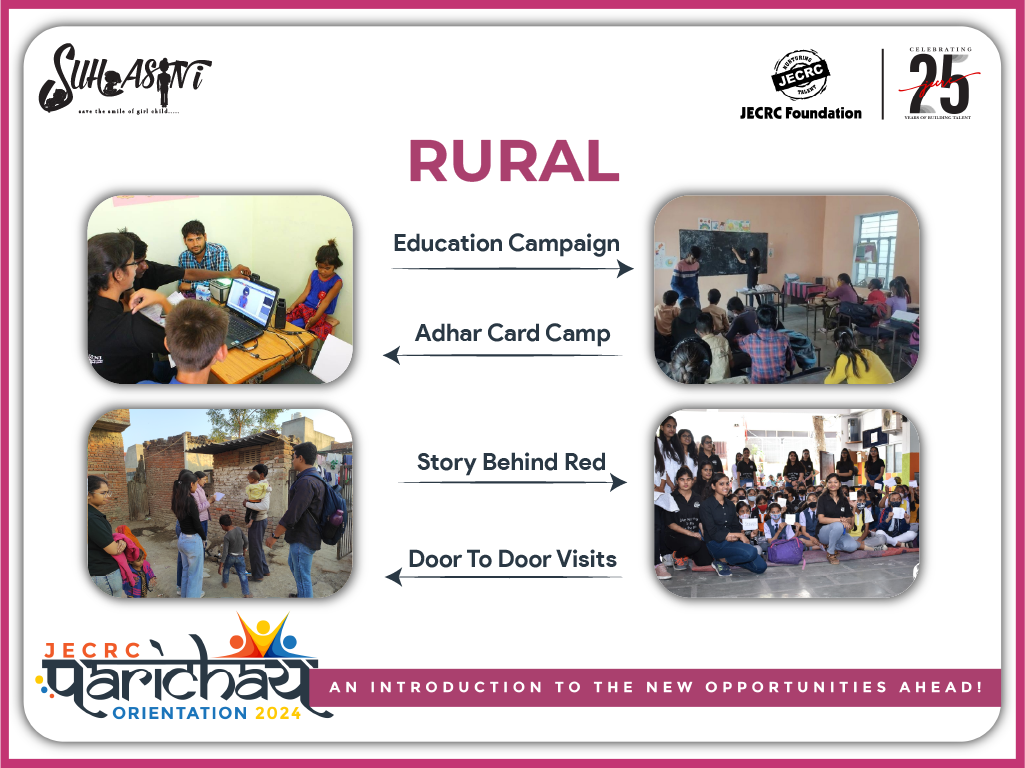 SUHASINI
save the smile of girl child.....
NURTURING
JECRC
TALENT
JECRC Foundation
CELEBRATING
25
years
YEARS OF BUILDING TALENT
RURAL
Education Campaign
Adhar Card Camp
Story Behind Red
Door To Door Visits
JECRC
parichay
ORIENTATION 2024
AN INTRODUCTION TO THE NEW OPPORTUNITIES AHEAD!